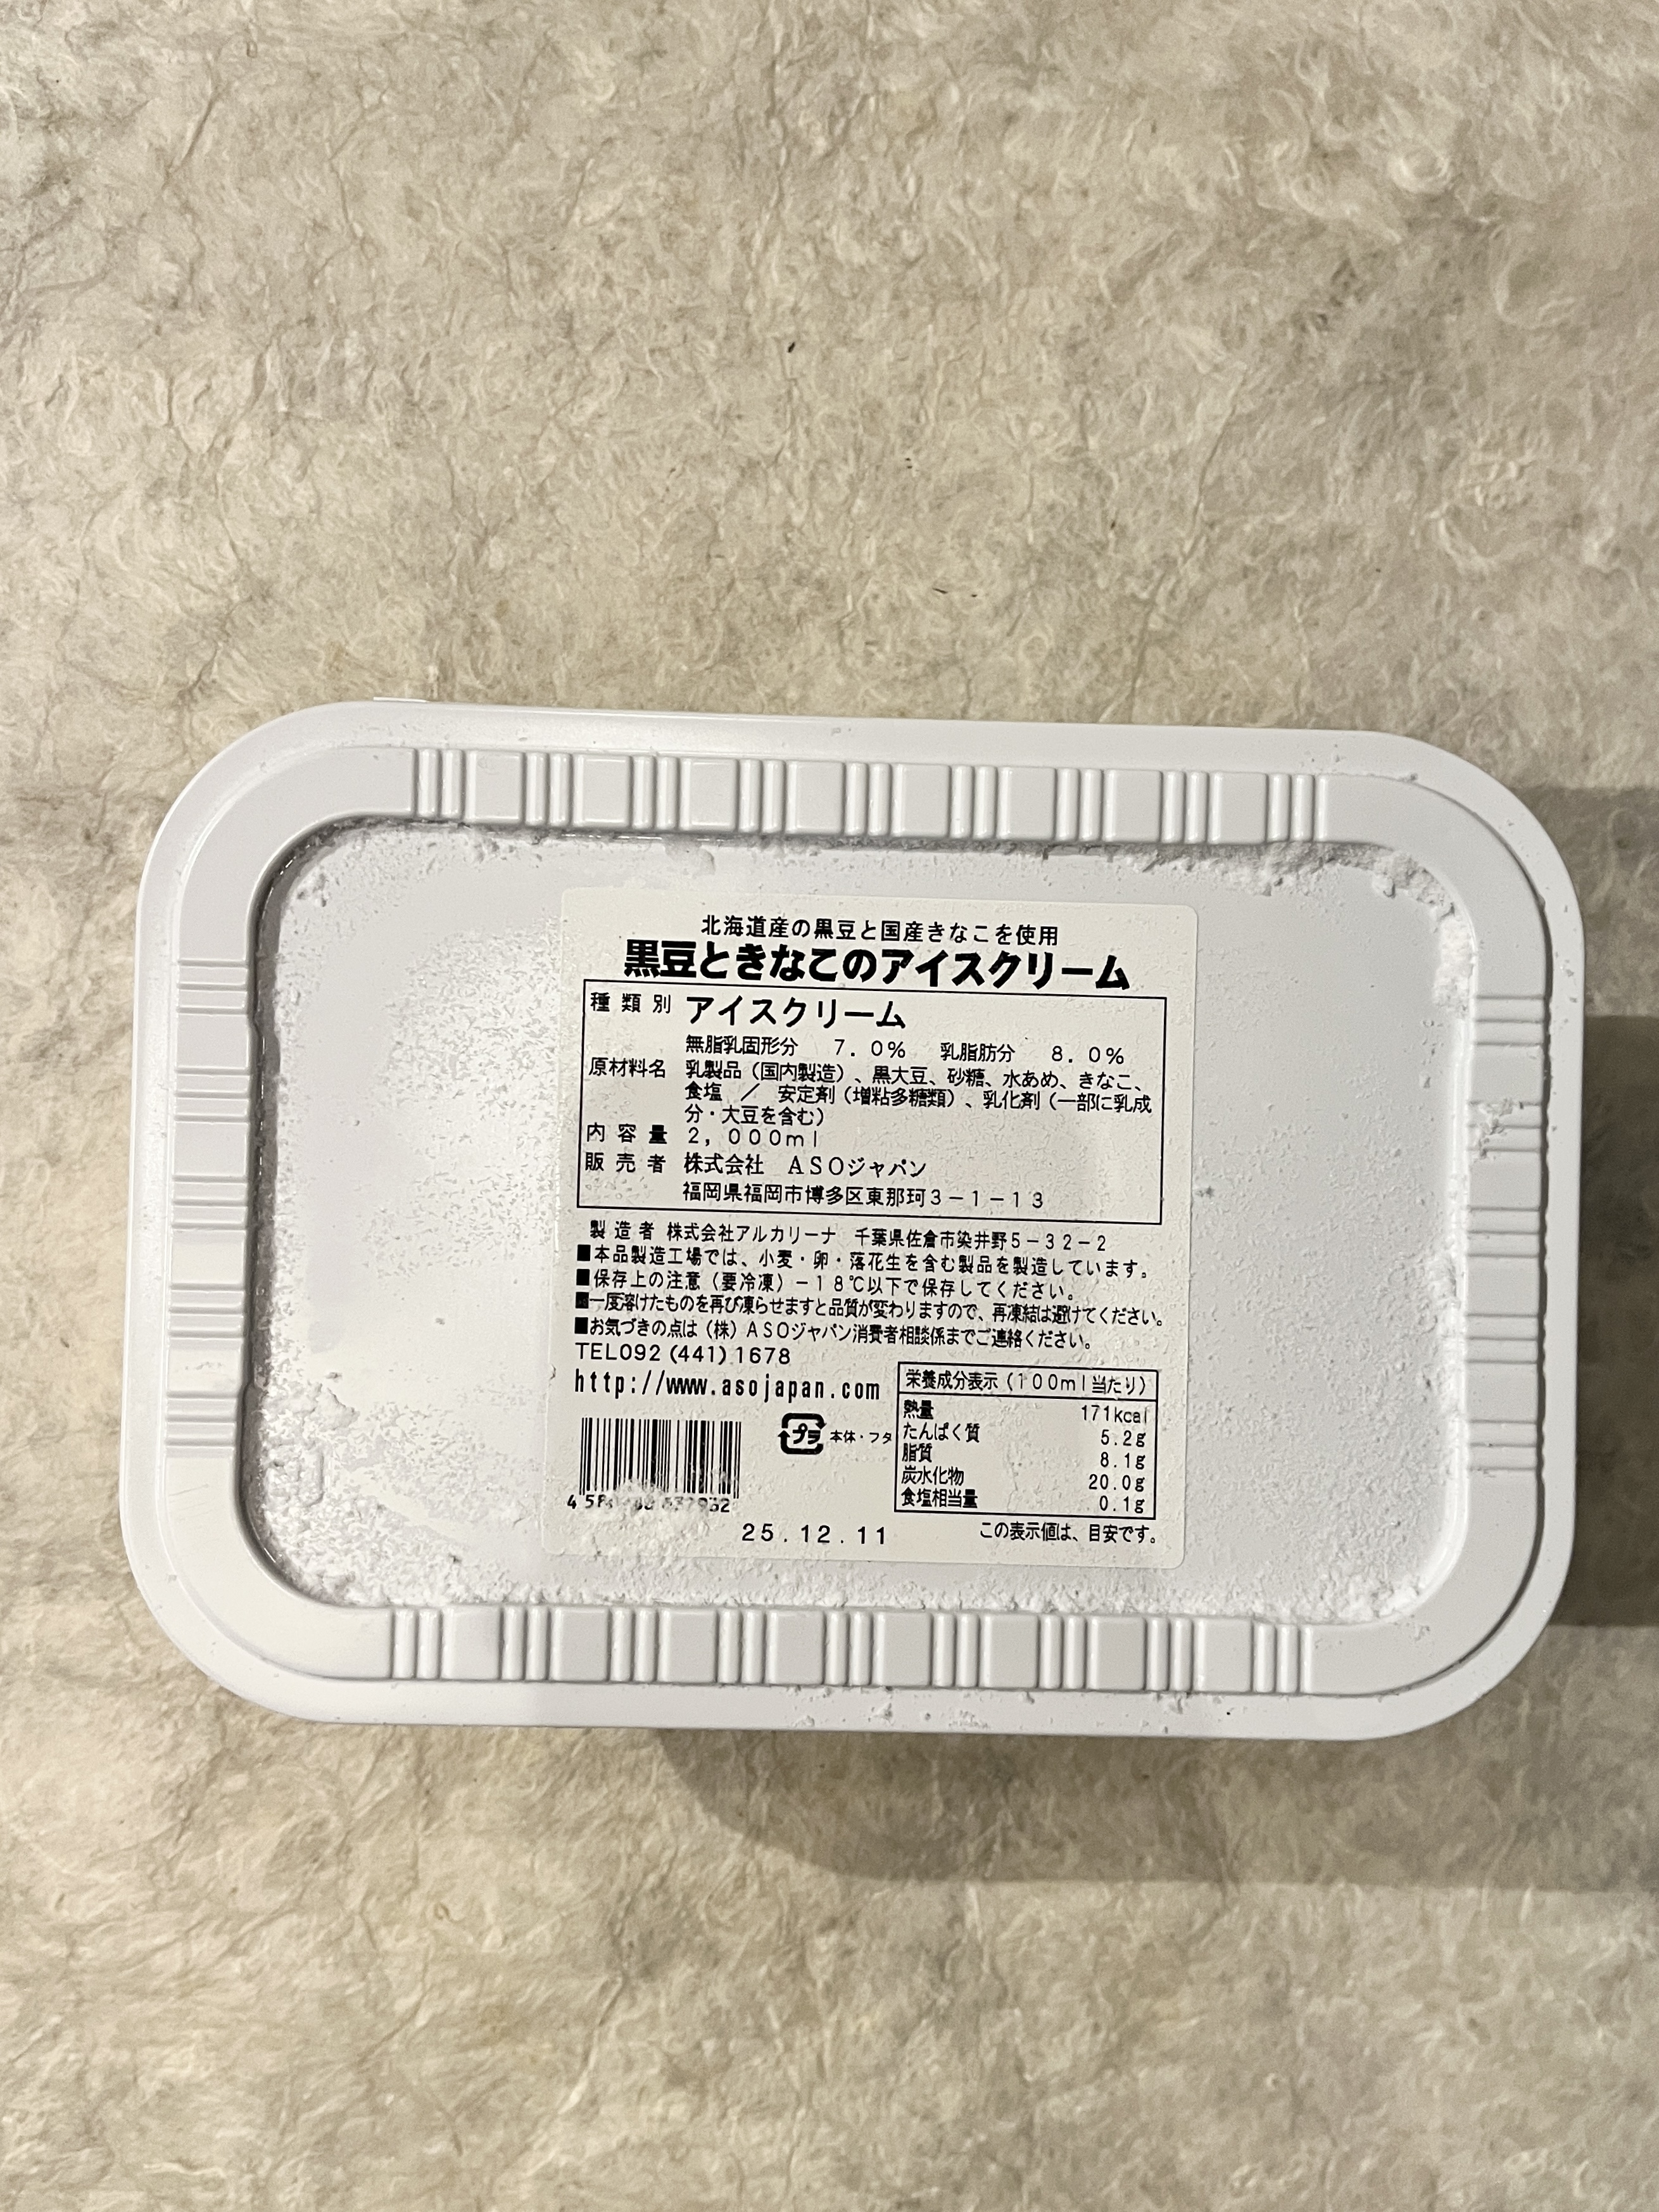 北海道産の黒豆と国産きなこを使用
黒豆ときなこのアイスクリーム
種類別 アイスクリーム
無脂乳固形分 7.0% 乳脂肪分 8.0%
原材料名 乳製品(国内製造)、黒大豆、砂糖、水あめ、きなこ、
食塩 / 安定剤(増粘多糖類)、乳化剤(一部に乳成
分・大豆を含む)
内容量 2,000ml
販売者 株式会社 ASOジャパン
福岡県福岡市博多区東那珂3-1-13
製造者 株式会社アルカリーナ 千葉県佐倉市染井野5-32-2
■本品製造工場では、小麦・卵・落花生を含む製品を製造しています。
■保存上の注意(要冷凍)-18℃以下で保存してください。
■一度溶けたものを再び凍らせますと品質が変わりますので、再凍結は避けてください。
■お気づきの点は(株)ASOジャパン消費者相談係までご連絡ください。
TEL092(441)1678
http://www.asojapan.com
栄養成分表示(100ml当たり)
熱量 171kcal
たんぱく質 5.2g
脂質 8.1g
炭水化物 20.0g
食塩相当量 0.1g
この表示値は、目安です。
プラ 本体・フタ
25.12.11